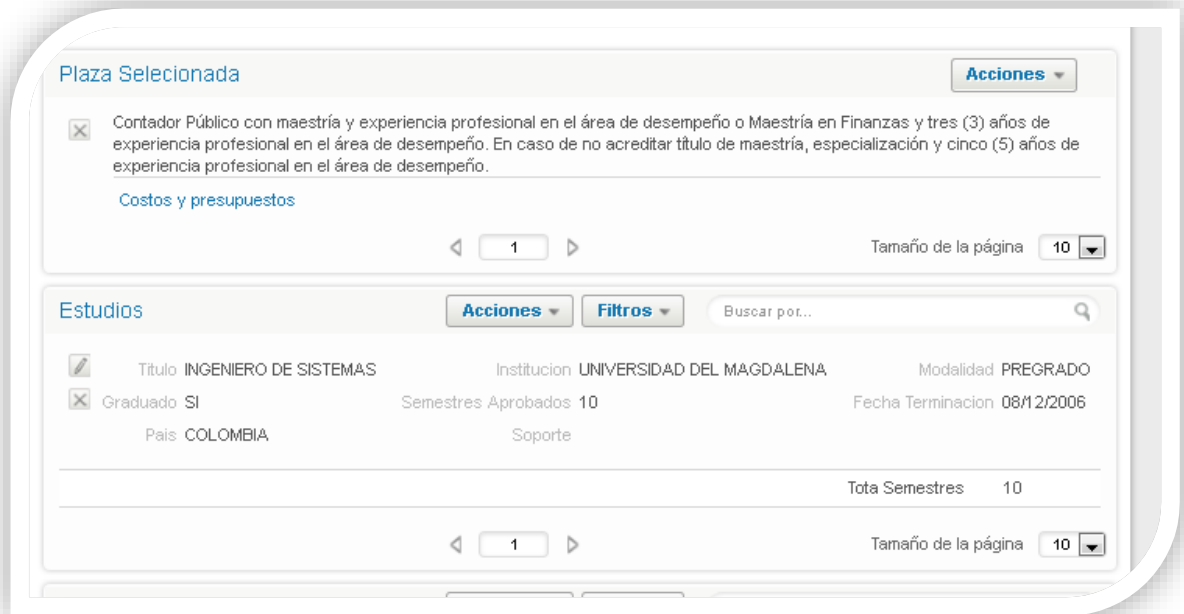 Plaza Selecionada
Acciones
Contador Público con maestría y experiencia profesional en el área de desempeño o Maestría en Finanzas y tres (3) años de
experiencia profesional en el área de desempeño. En caso de no acreditar título de maestría, especialización y cinco (5) años de
experiencia profesional en el área de desempeño.
Costos y presupuestos
1 Tamaño de la página 10
Estudios
Acciones Filtros Buscar por...
Titulo INGENIERO DE SISTEMAS Institucion UNIVERSIDAD DEL MAGDALENA Modalidad PREGRADO
Graduado SI Semestres Aprobados 10 Fecha Terminacion 08/12/2006
Pais COLOMBIA Soporte
Tota Semestres 10
1 Tamaño de la página 10